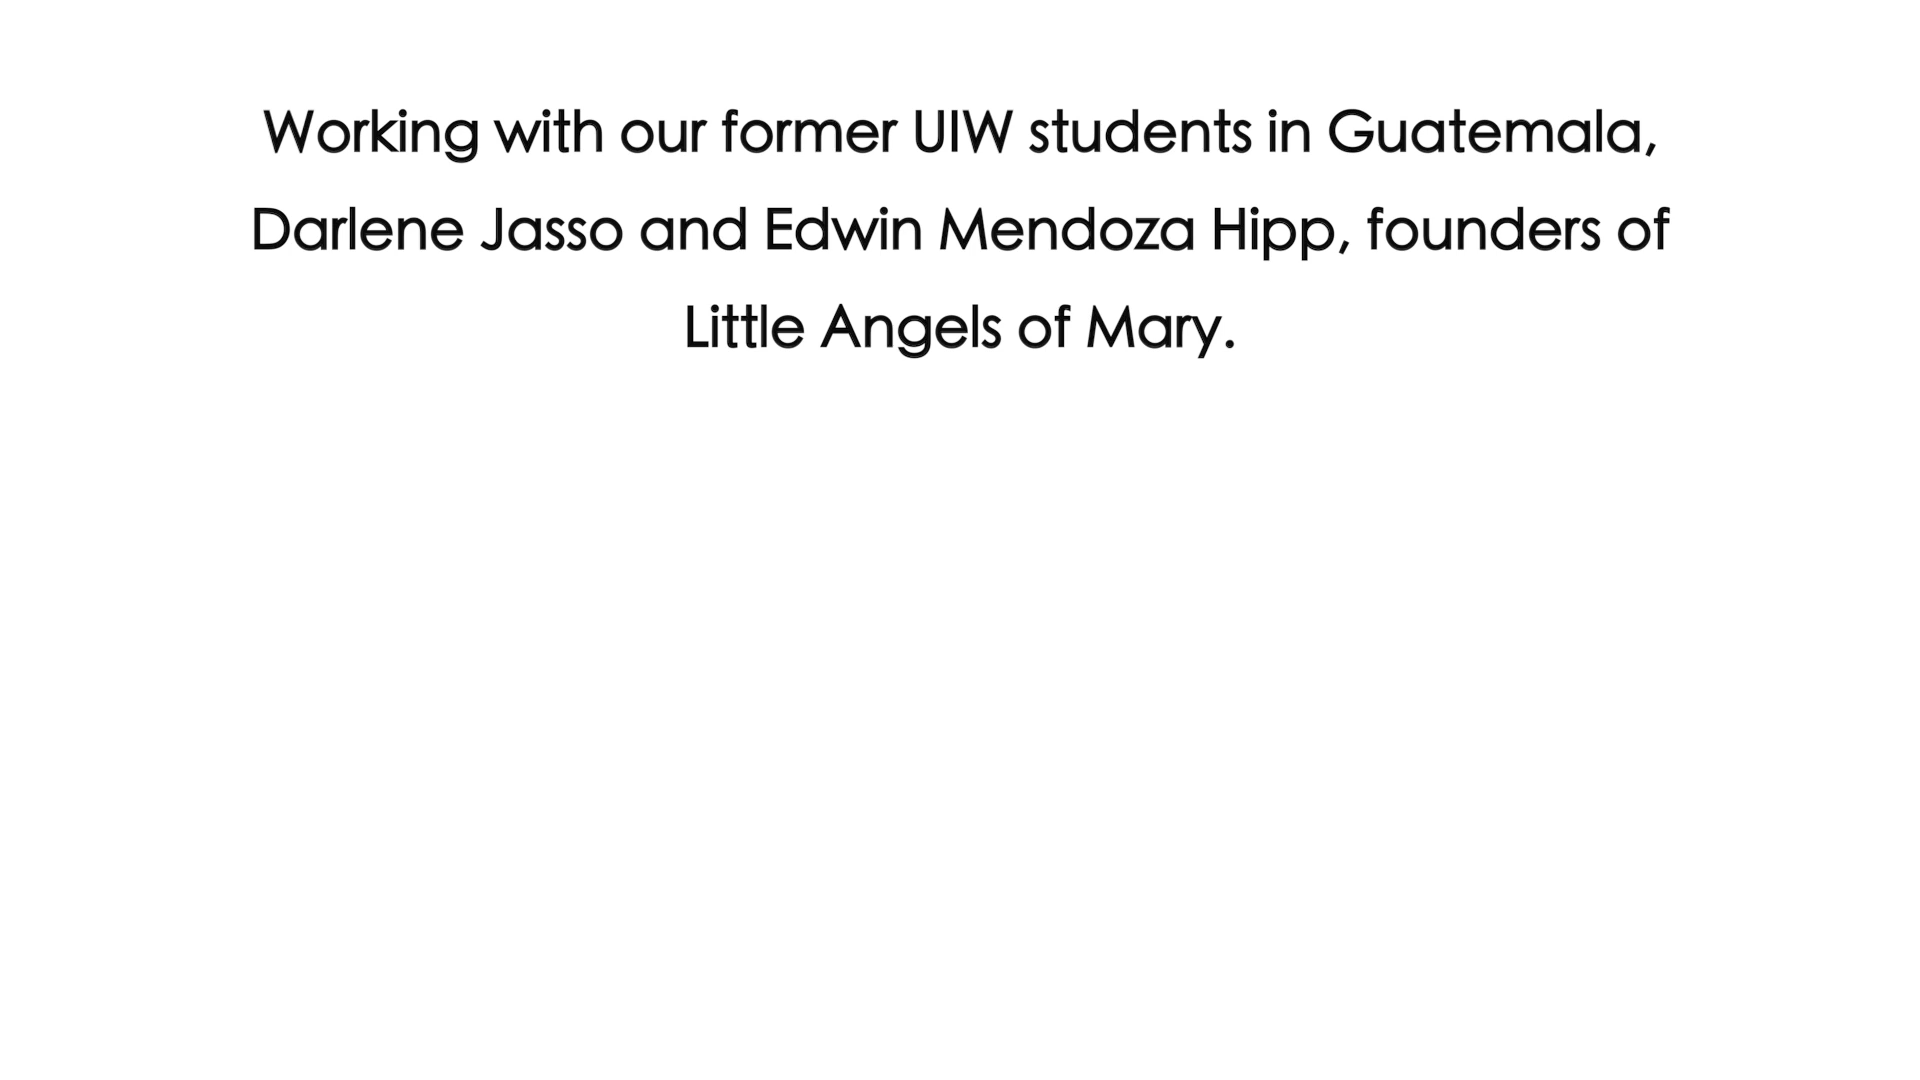 Working with our former UIW students in Guatemala,
Darlene Jasso and Edwin Mendoza Hipp, founders of
Little Angels of Mary.